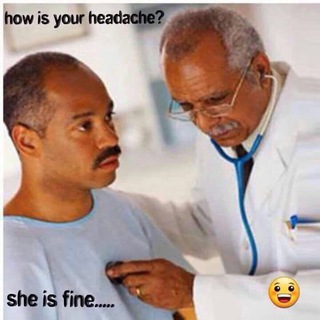 how is your headache?
she is fine.....